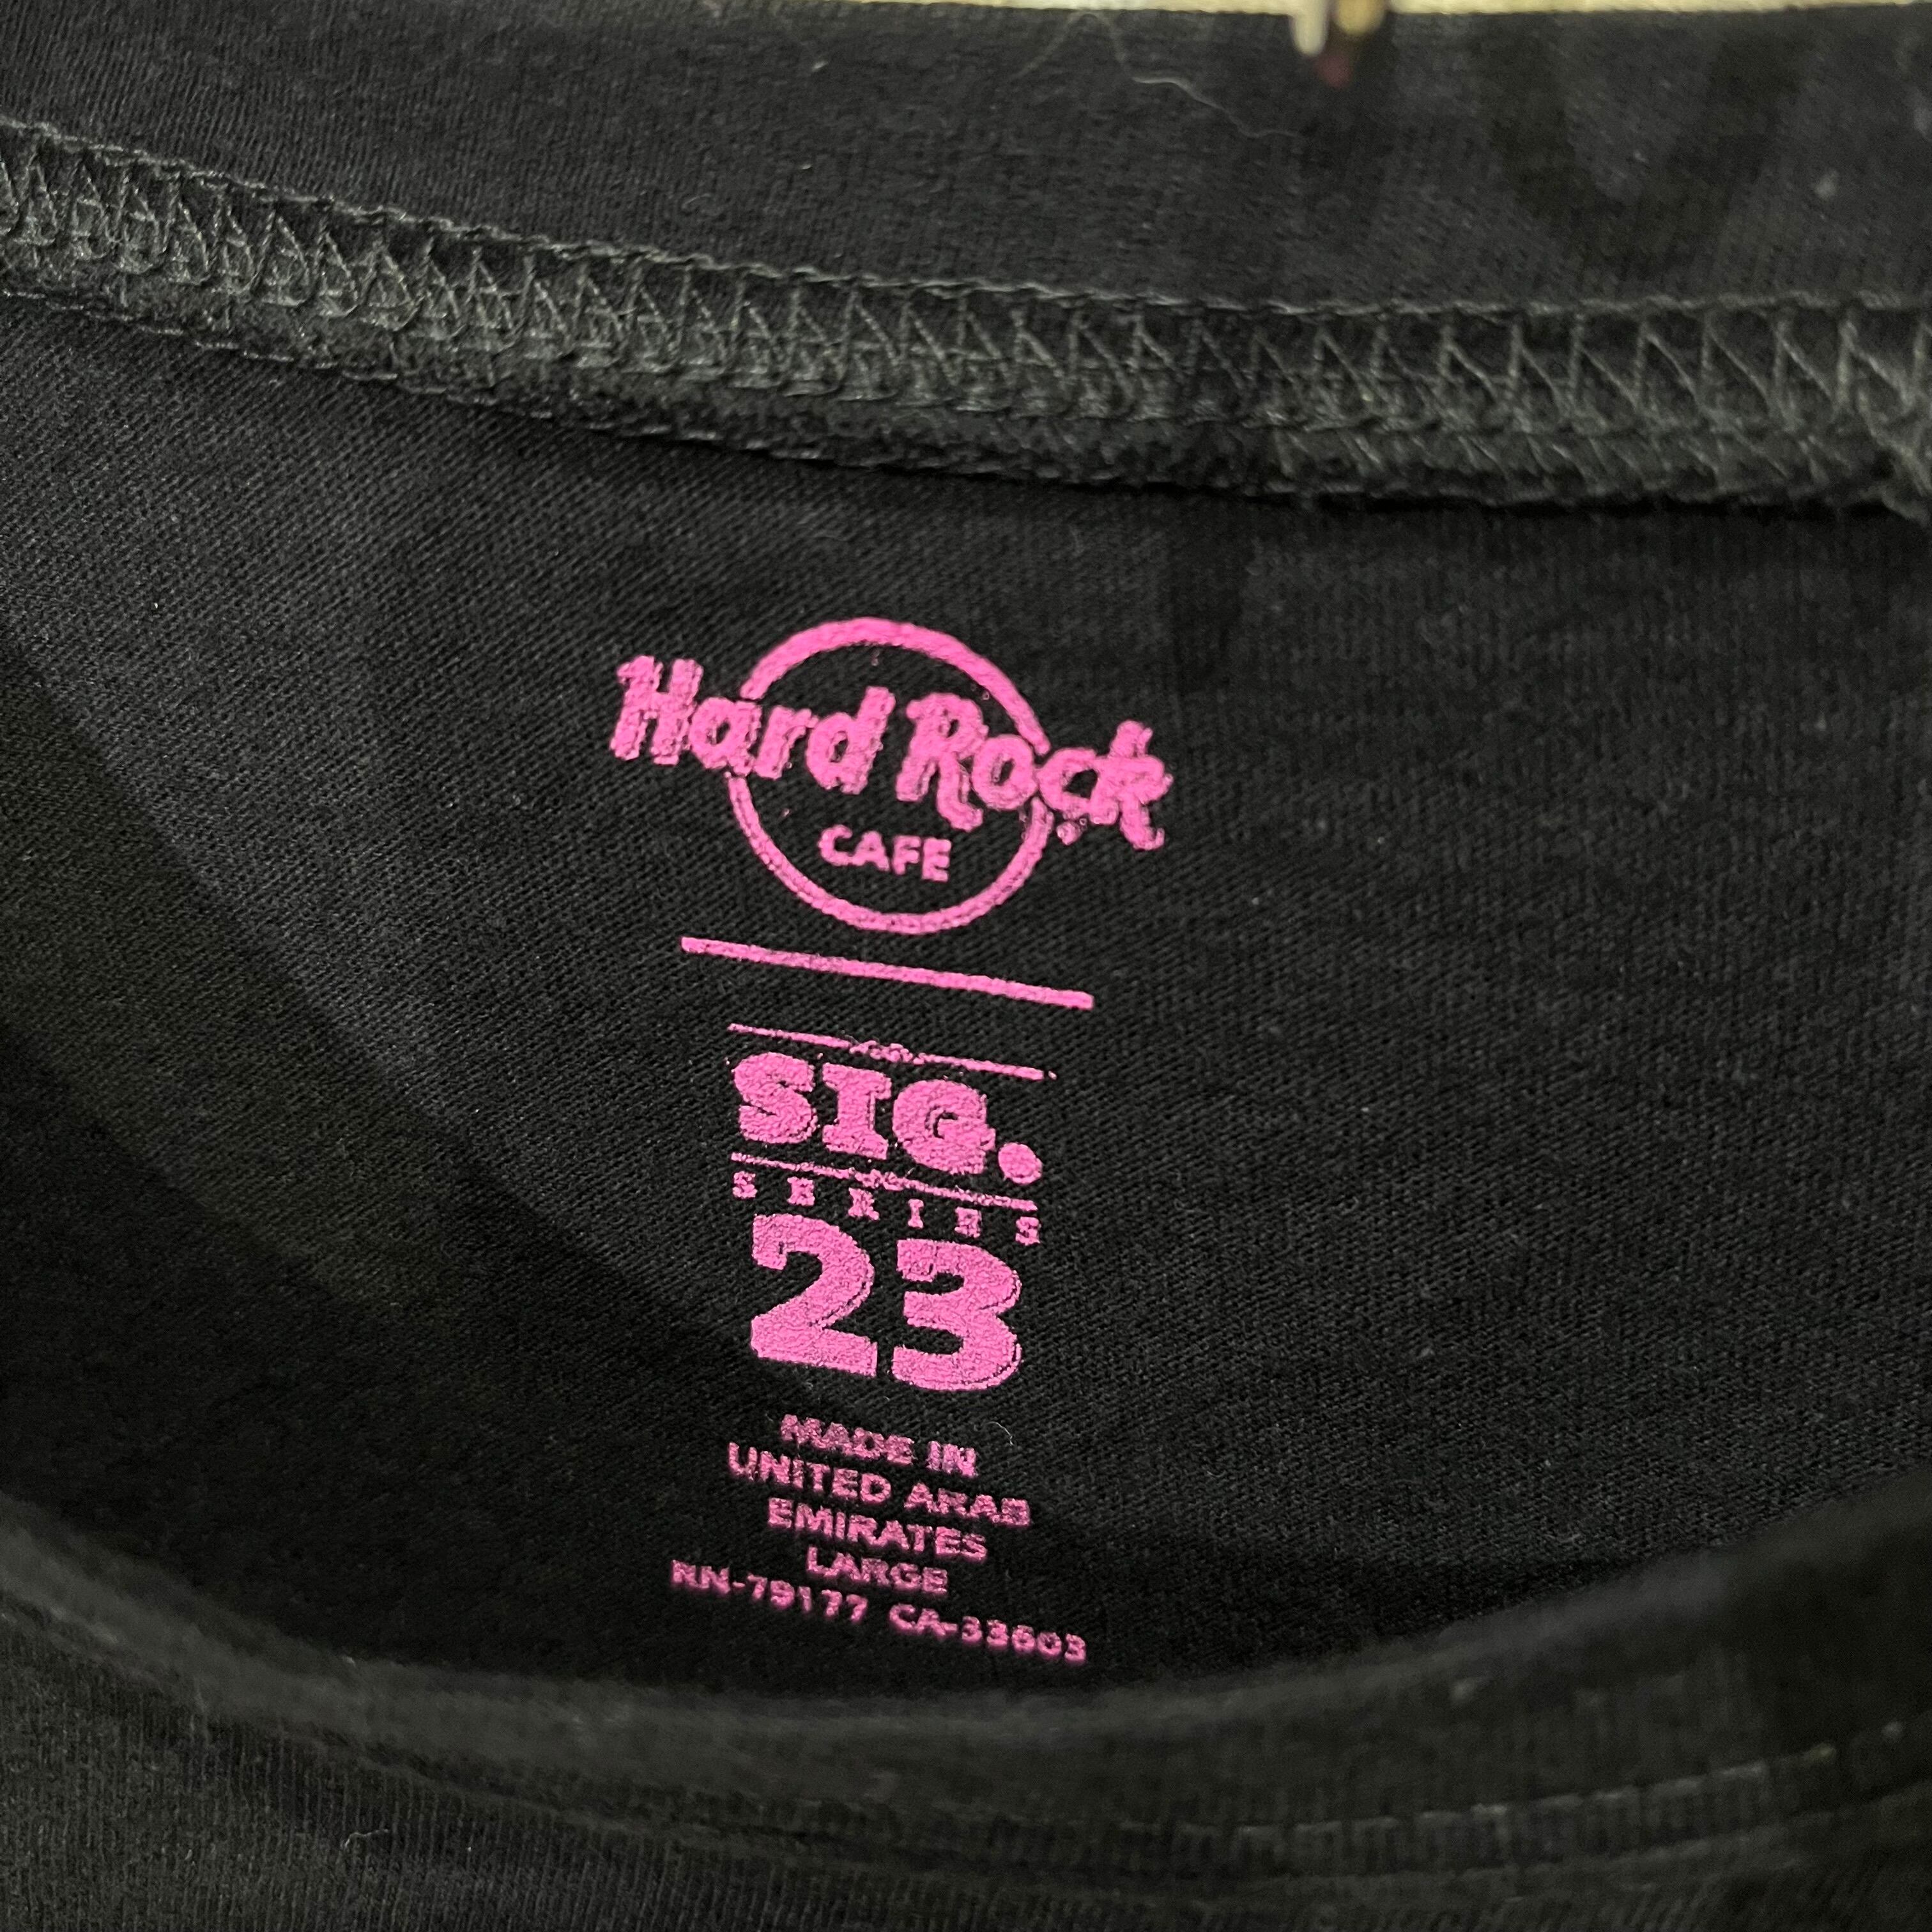 Hard Rock
CAFE
SIG.
SERIES
23
MADE IN
UNITED ARAB
EMIRATES
LARGE
RN-79177 CA-33603